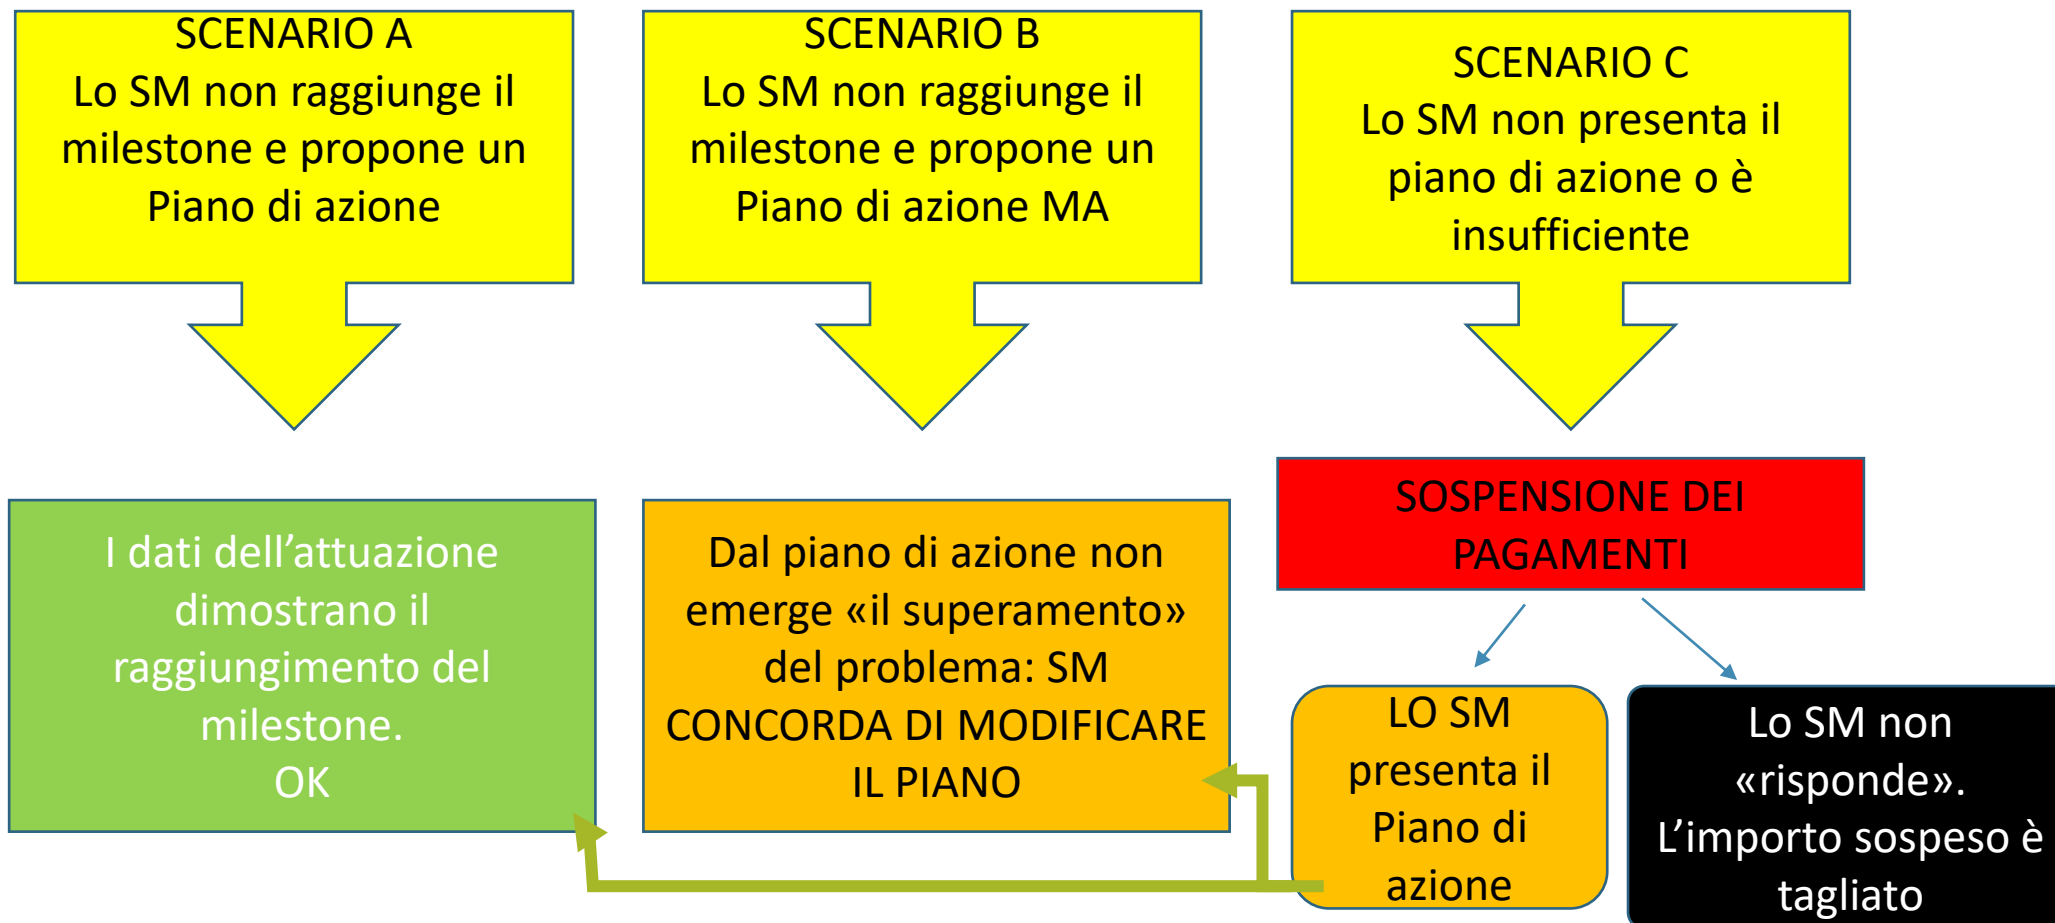 SCENARIO A
Lo SM non raggiunge il
milestone e propone un
Piano di azione
SCENARIO B
Lo SM non raggiunge il
milestone e propone un
Piano di azione MA
SCENARIO C
Lo SM non presenta il
piano di azione o è
insufficiente
I dati dell’attuazione
dimostrano il
raggiungimento del
milestone.
OK
Dal piano di azione non
emerge «il superamento»
del problema: SM
CONCORDA DI MODIFICARE
IL PIANO
SOSPENSIONE DEI
PAGAMENTI
LO SM
presenta il
Piano di
azione
Lo SM non
«risponde».
L’importo sospeso è
tagliato